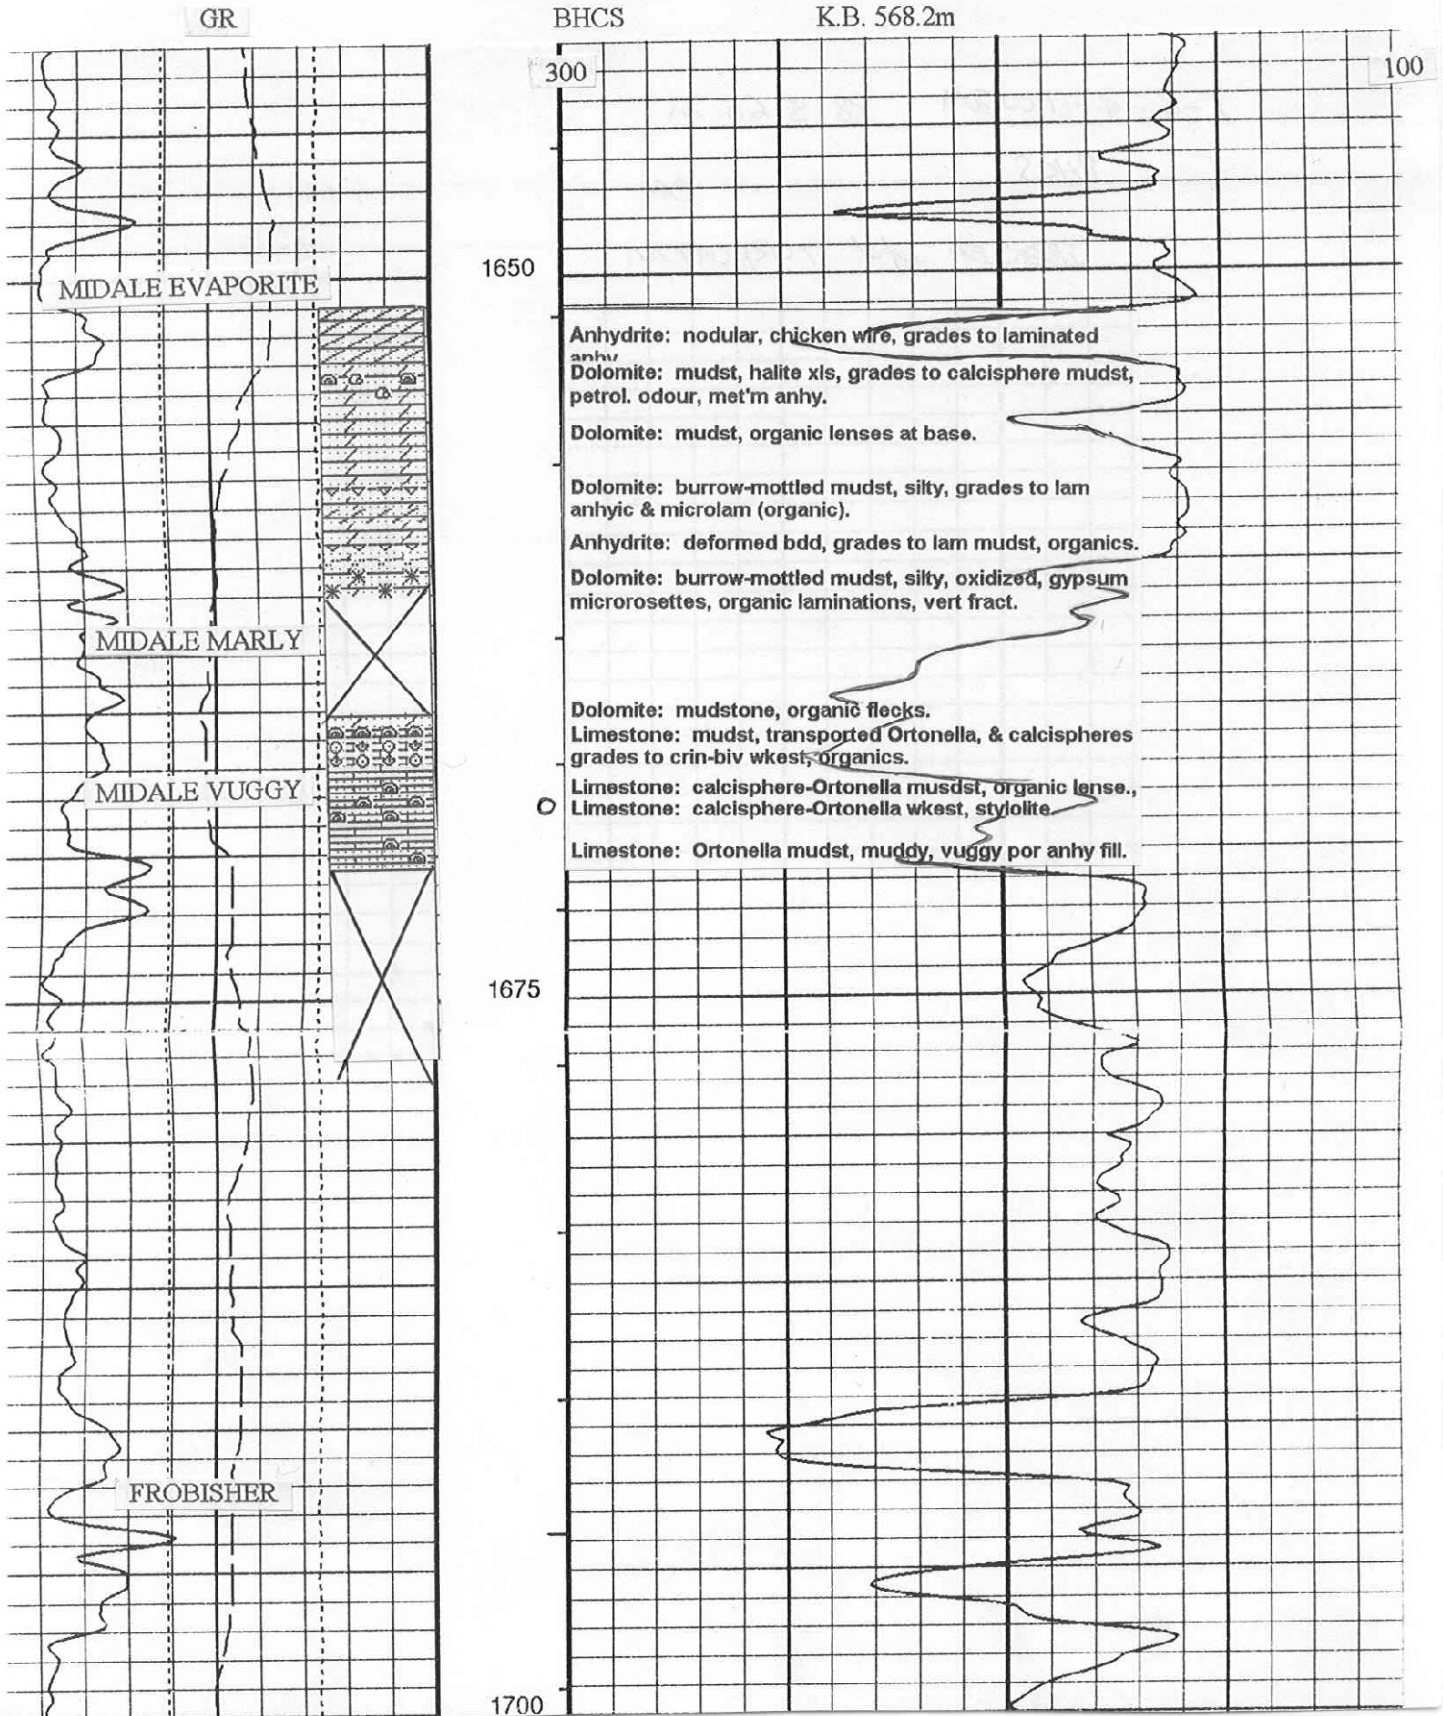 GR
BHCS
K.B. 568.2m
300
100
1650
MIDALE EVAPORITE
Anhydrite: nodular, chicken wire, grades to laminated
anhy
Dolomite: mudst, halite xls, grades to calcisphere mudst,
petrol. odour, met'm anhy.
Dolomite: mudst, organic lenses at base.
Dolomite: burrow-mottled mudst, silty, grades to lam
anhyic & microlam (organic).
Anhydrite: deformed bdd, grades to lam mudst, organics.
Dolomite: burrow-mottled mudst, silty, oxidized, gypsum
microrosettes, organic laminations, vert fract.
MIDALE MARLY
Dolomite: mudstone, organic flecks.
Limestone: mudst, transported Ortonella, & calcispheres
grades to crin-biv wkest, organics.
MIDALE VUGGY
Limestone: calcisphere-Ortonella musdst, organic lense.,
Limestone: calcisphere-Ortonella wkest, stylolite.
Limestone: Ortonella mudst, muddy, vuggy por anhy fill.
1675
FROBISHER
1700